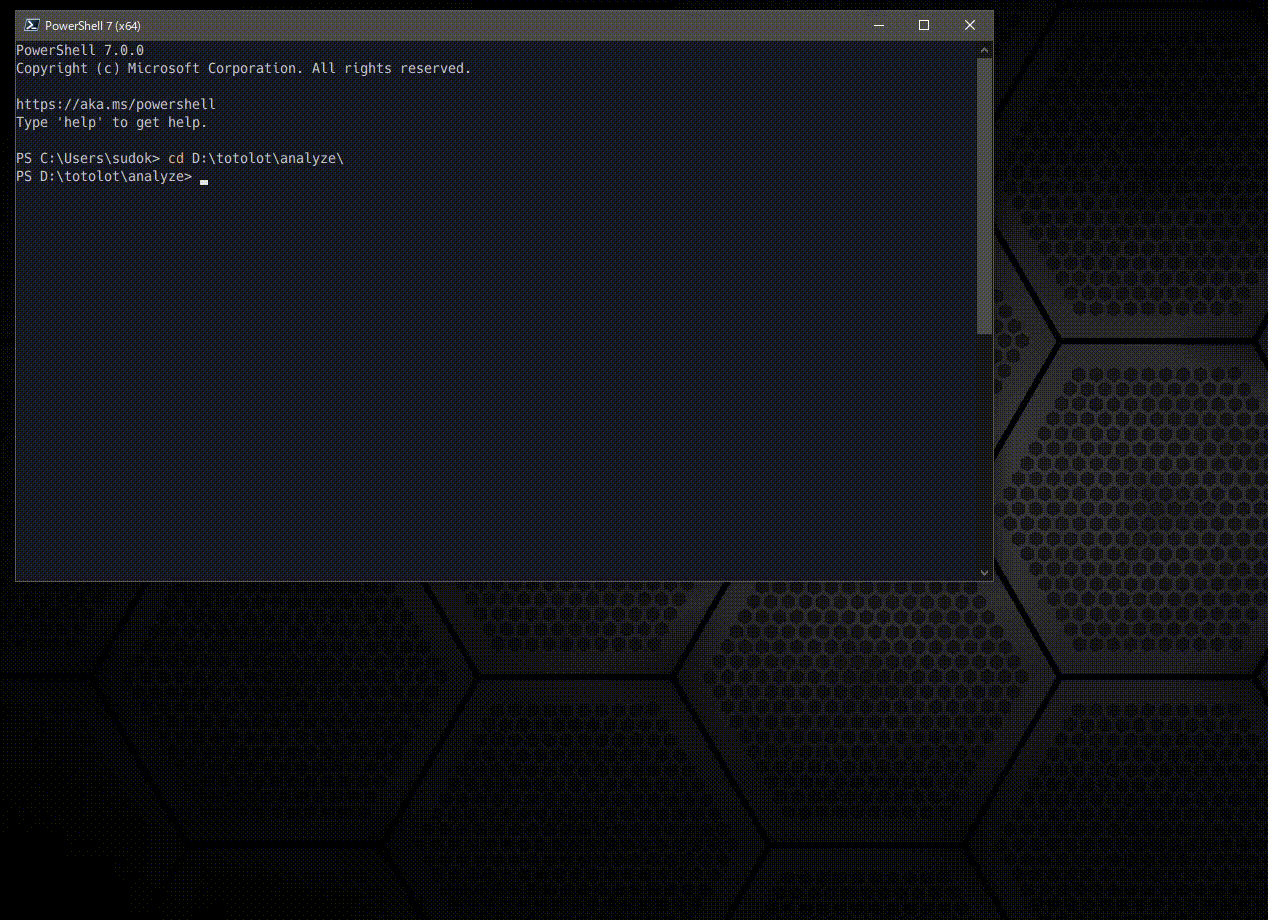 PowerShell 7 (x64)
PowerShell 7.0.0
Copyright (c) Microsoft Corporation. All rights reserved.
https://aka.ms/powershell
Type 'help' to get help.
PS C:\Users\sudok> cd D:\totolot\analyze\
PS D:\totolot\analyze>